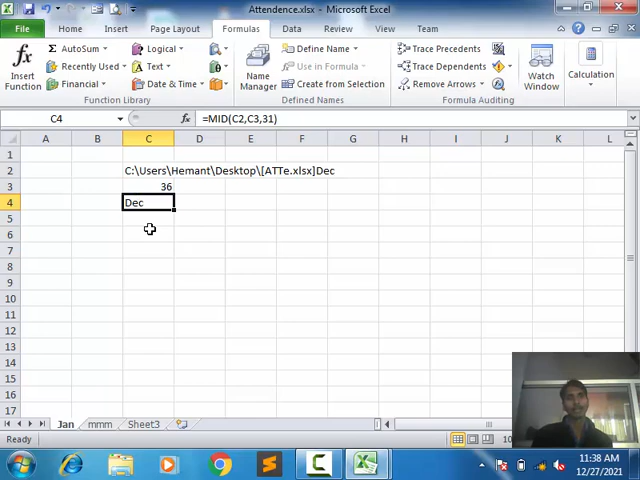 Attendence.xlsx - Microsoft Excel
File Home Insert Page Layout Formulas Data Review View Team
fx Insert Function
Σ AutoSum
Recently Used
Financial
Logical
Text
Date & Time
Function Library
Name Manager
Define Name
Use in Formula
Create from Selection
Defined Names
Trace Precedents
Trace Dependents
Remove Arrows
Formula Auditing
Watch Window
Calculation
C4 fx =MID(C2,C3,31)
A B C D E F G H I J K L
1
2 C:\Users\Hemant\Desktop\[ATTe.xlsx]Dec
3 36
4 Dec
5
6
7
8
9
10
11
12
13
14
15
16
17
Jan mmm Sheet3
Ready 10
11:38 AM
12/27/2021